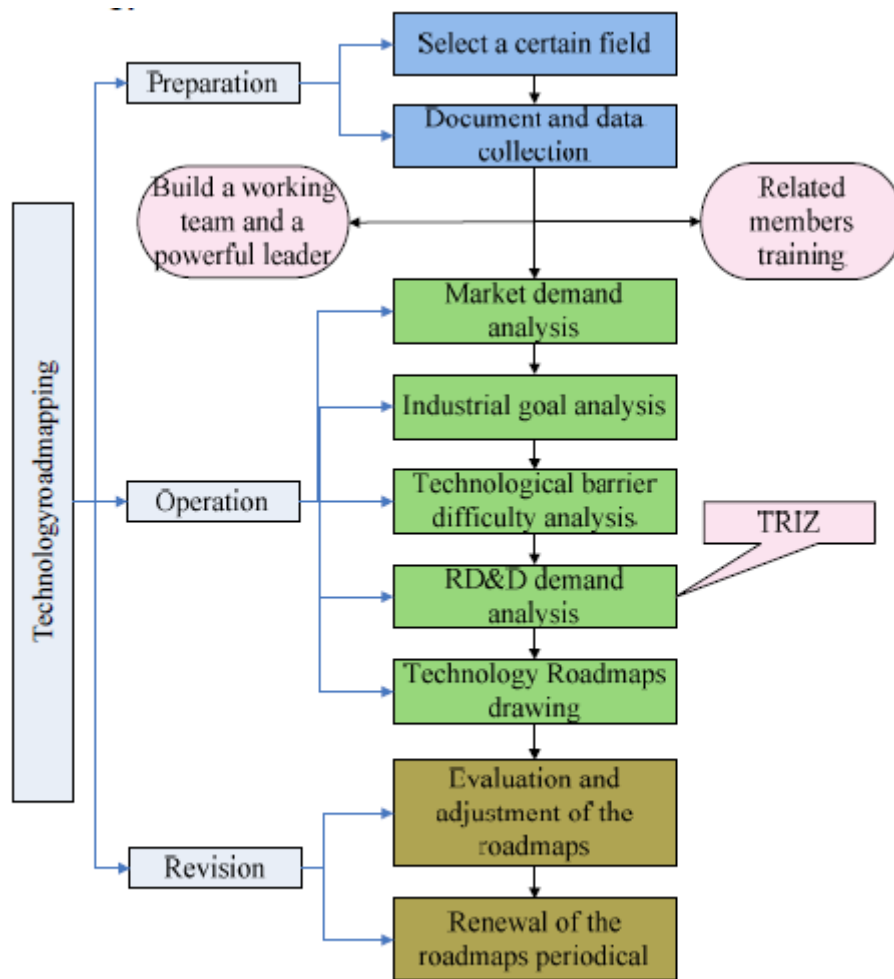 Select a certain field
Preparation
Document and data
collection
Build a working
team and a
powerful leader
Related
members
training
Market demand
analysis
Industrial goal analysis
Technologyroadmapping
Operation
Technological barrier
difficulty analysis
TRIZ
RD&D demand
analysis
Technology Roadmaps
drawing
Evaluation and
adjustment of the
roadmaps
Revision
Renewal of the
roadmaps periodical